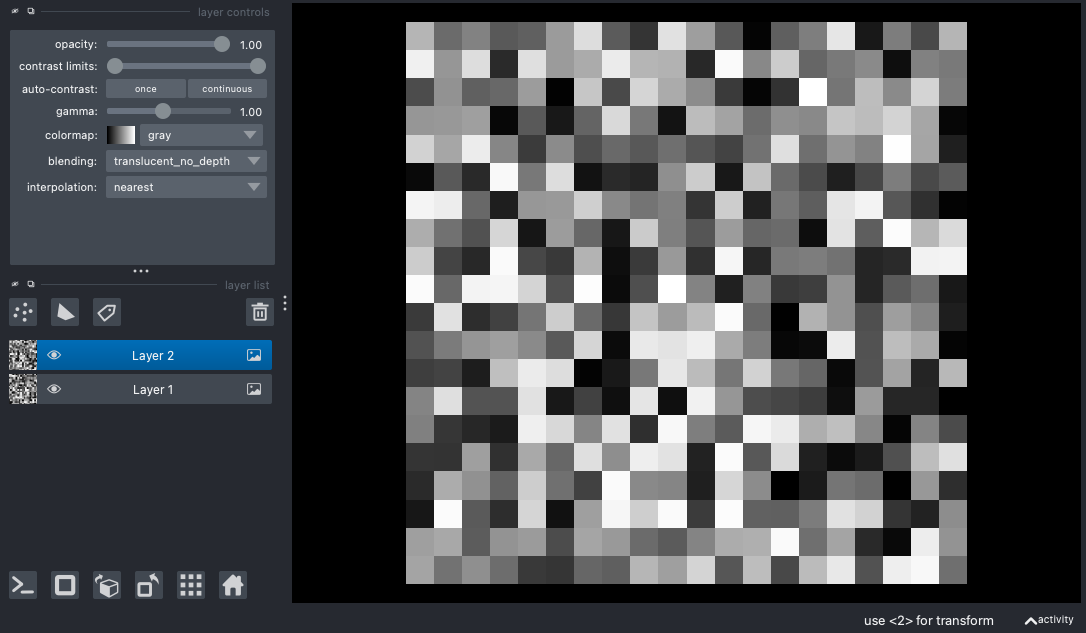 layer controls
opacity: 1.00
contrast limits:
auto-contrast: once continuous
gamma: 1.00
colormap: gray
blending: translucent_no_depth
interpolation: nearest
layer list
Layer 2
Layer 1
use <2> for transform activity